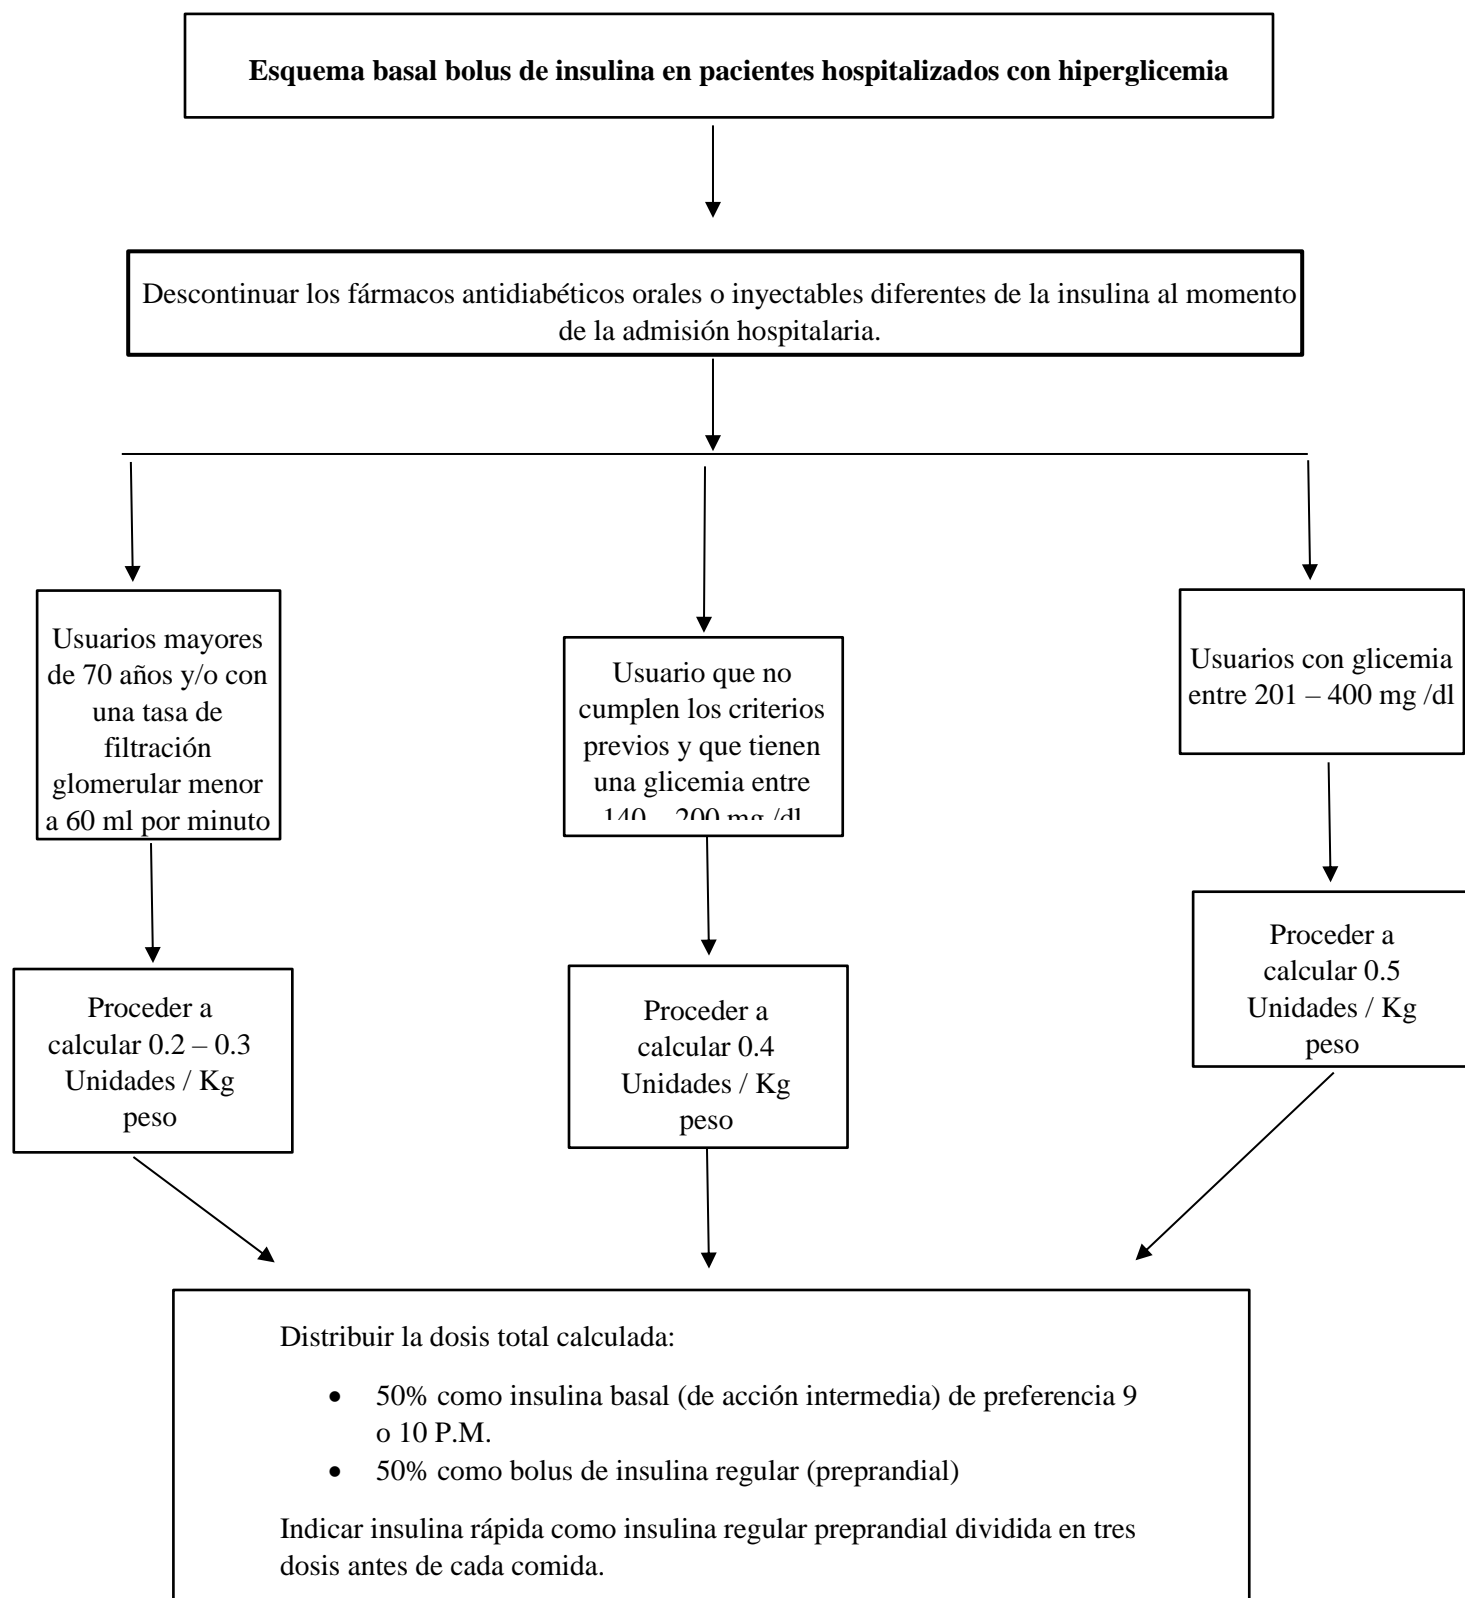 Esquema basal bolus de insulina en pacientes hospitalizados con hiperglicemia
Descontinuar los fármacos antidiabéticos orales o inyectables diferentes de la insulina al momento
de la admisión hospitalaria.
Usuarios mayores
de 70 años y/o con
una tasa de
filtración
glomerular menor
a 60 ml por minuto
Usuario que no
cumplen los criterios
previos y que tienen
una glicemia entre
140 – 200 mg /dl
Usuarios con glicemia
entre 201 – 400 mg /dl
Proceder a
calcular 0.2 – 0.3
Unidades / Kg
peso
Proceder a
calcular 0.4
Unidades / Kg
peso
Proceder a
calcular 0.5
Unidades / Kg
peso
Distribuir la dosis total calculada:
• 50% como insulina basal (de acción intermedia) de preferencia 9
o 10 P.M.
• 50% como bolus de insulina regular (preprandial)
Indicar insulina rápida como insulina regular preprandial dividida en tres
dosis antes de cada comida.